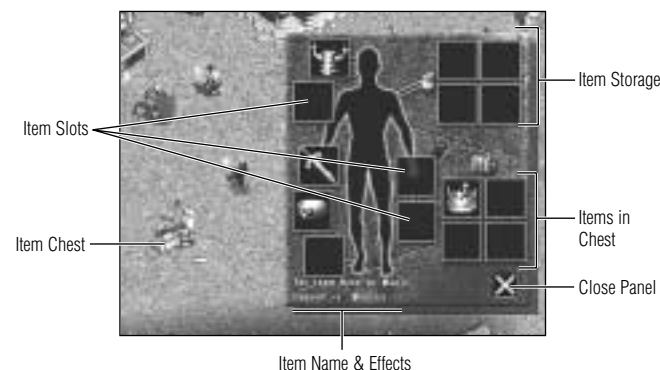 Item Storage
Item Slots
Items in
Chest
Item Chest
Close Panel
Item Name & Effects